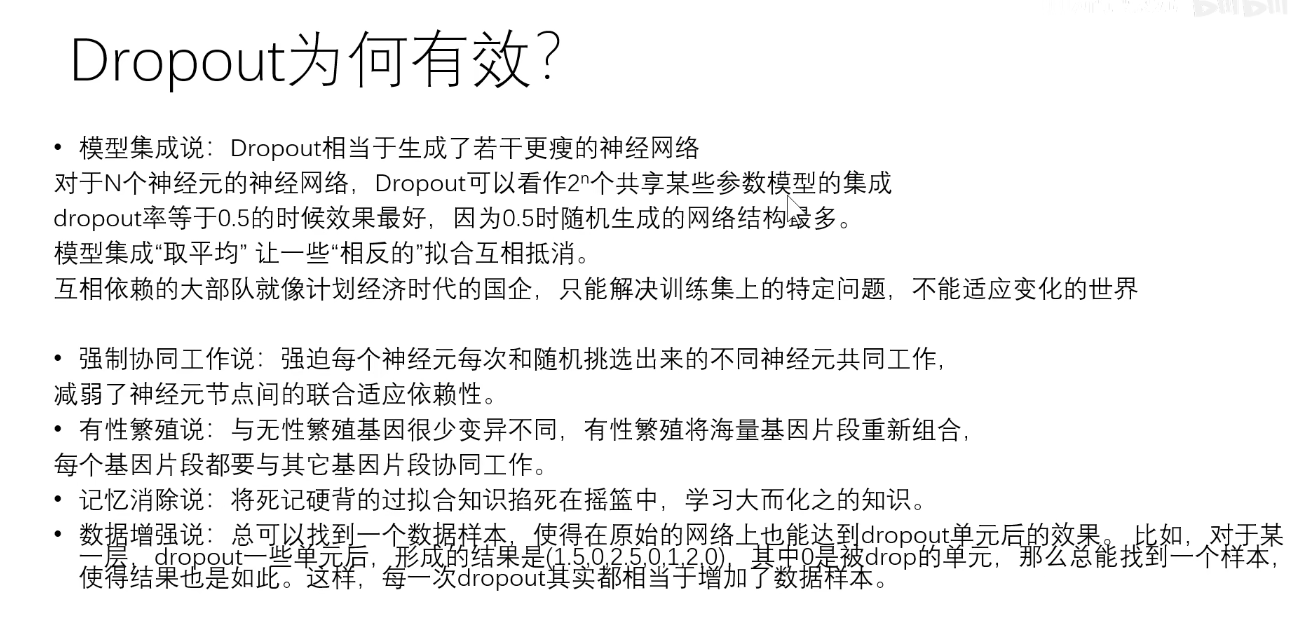 Dropout为何有效？
• 模型集成说：Dropout相当于生成了若干更瘦的神经网络
对于N个神经元的神经网络，Dropout可以看作2ⁿ个共享某些参数模型的集成
dropout率等于0.5的时候效果最好，因为0.5时随机生成的网络结构最多。
模型集成“取平均” 让一些“相反的”拟合互相抵消。
互相依赖的大部队就像计划经济时代的国企，只能解决训练集上的特定问题，不能适应变化的世界
• 强制协同工作说：强迫每个神经元每次和随机挑选出来的不同神经元共同工作，
减弱了神经元节点间的联合适应依赖性。
• 有性繁殖说：与无性繁殖基因很少变异不同，有性繁殖将海量基因片段重新组合，
每个基因片段都要与其它基因片段协同工作。
• 记忆消除说：将死记硬背的过拟合知识掐死在摇篮中，学习大而化之的知识。
• 数据增强说：总可以找到一个数据样本，使得在原始的网络上也能达到dropout单元后的效果。 比如，对于某
一层，dropout一些单元后，形成的结果是(1.5,0,2.5,0,1,2,0)，其中0是被drop的单元，那么总能找到一个样本，
使得结果也是如此。这样，每一次dropout其实都相当于增加了数据样本。